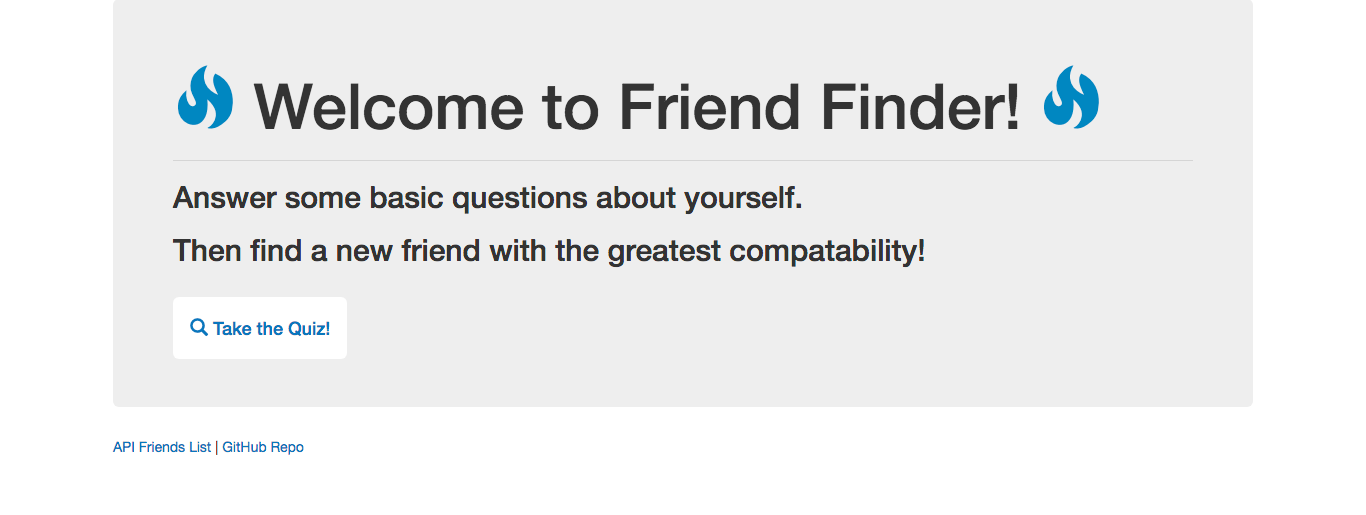 Welcome to Friend Finder!
Answer some basic questions about yourself.
Then find a new friend with the greatest compatability!
Take the Quiz!
API Friends List | GitHub Repo